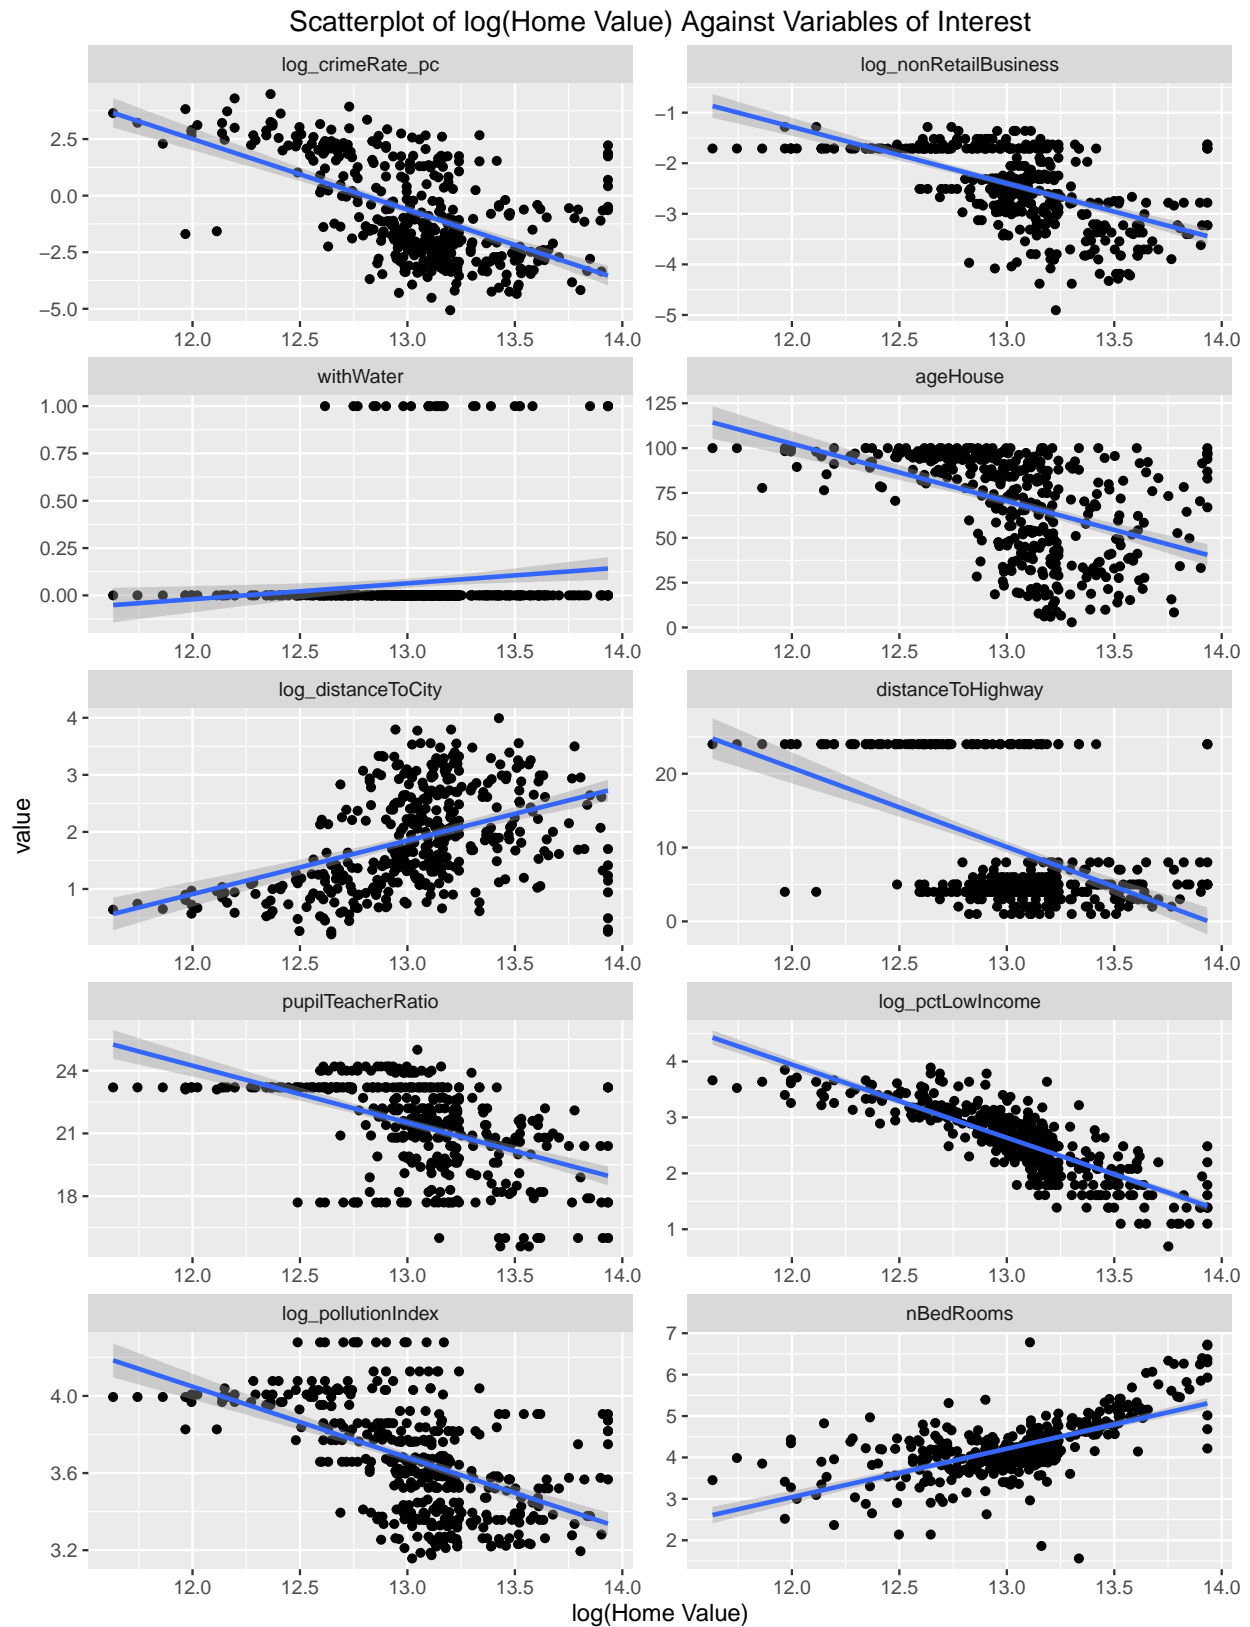 Scatterplot of log(Home Value) Against Variables of Interest
log_crimeRate_pc
2.5
0.0
−2.5
−5.0
12.0 12.5 13.0 13.5 14.0
log_nonRetailBusiness
−1
−2
−3
−4
−5
12.0 12.5 13.0 13.5 14.0
withWater
1.00
0.75
0.50
0.25
0.00
12.0 12.5 13.0 13.5 14.0
ageHouse
125
100
75
50
25
0
12.0 12.5 13.0 13.5 14.0
log_distanceToCity
4
3
2
1
12.0 12.5 13.0 13.5 14.0
distanceToHighway
20
10
0
12.0 12.5 13.0 13.5 14.0
value
pupilTeacherRatio
24
21
18
12.0 12.5 13.0 13.5 14.0
log_pctLowIncome
4
3
2
1
12.0 12.5 13.0 13.5 14.0
log_pollutionIndex
4.0
3.6
3.2
12.0 12.5 13.0 13.5 14.0
nBedRooms
7
6
5
4
3
2
12.0 12.5 13.0 13.5 14.0
log(Home Value)